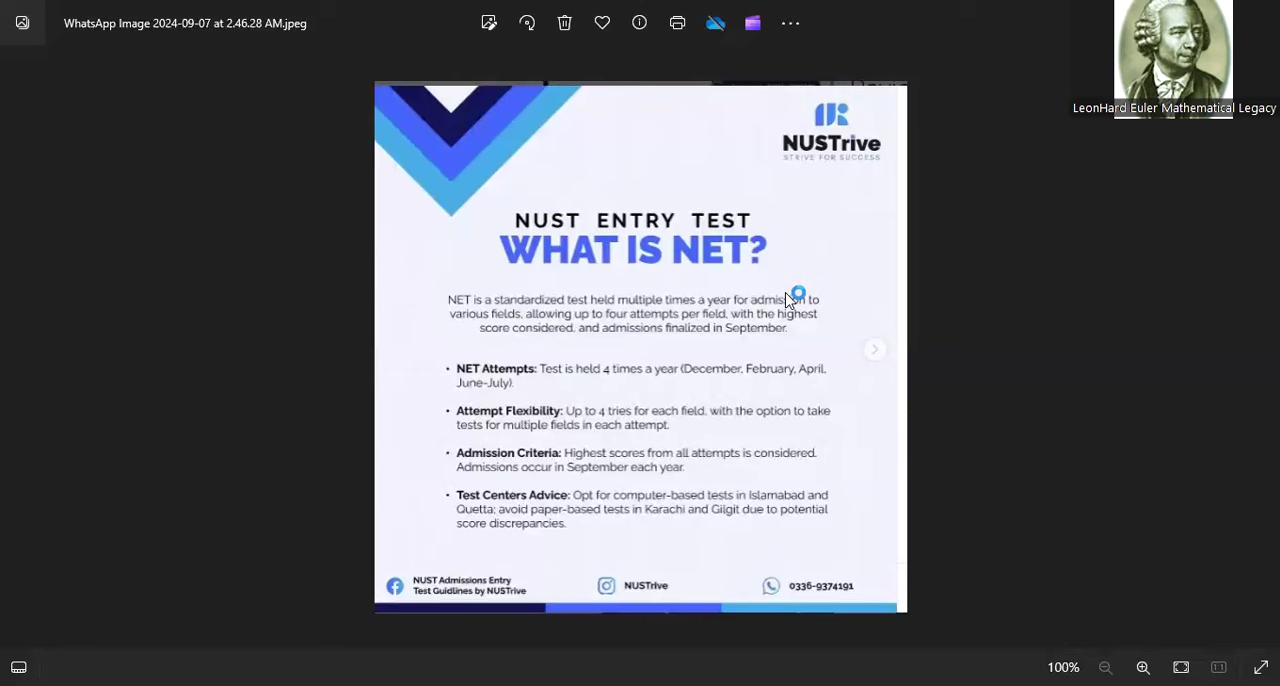 WhatsApp Image 2024-09-07 at 2.46.28 AM.jpeg
LeonHard Euler Mathematical Legacy
NUSTrive
STRIVE FOR SUCCESS
NUST ENTRY TEST
WHAT IS NET?
NET is a standardized test held multiple times a year for admission to
various fields, allowing up to four attempts per field, with the highest
score considered, and admissions finalized in September.
• NET Attempts: Test is held 4 times a year (December, February, April,
June-July).
• Attempt Flexibility: Up to 4 tries for each field, with the option to take
tests for multiple fields in each attempt.
• Admission Criteria: Highest scores from all attempts is considered.
Admissions occur in September each year.
• Test Centers Advice: Opt for computer-based tests in Islamabad and
Quetta; avoid paper-based tests in Karachi and Gilgit due to potential
score discrepancies.
NUST Admissions Entry
Test Guidlines by NUSTrive
NUSTrive
0336-9374191
100%